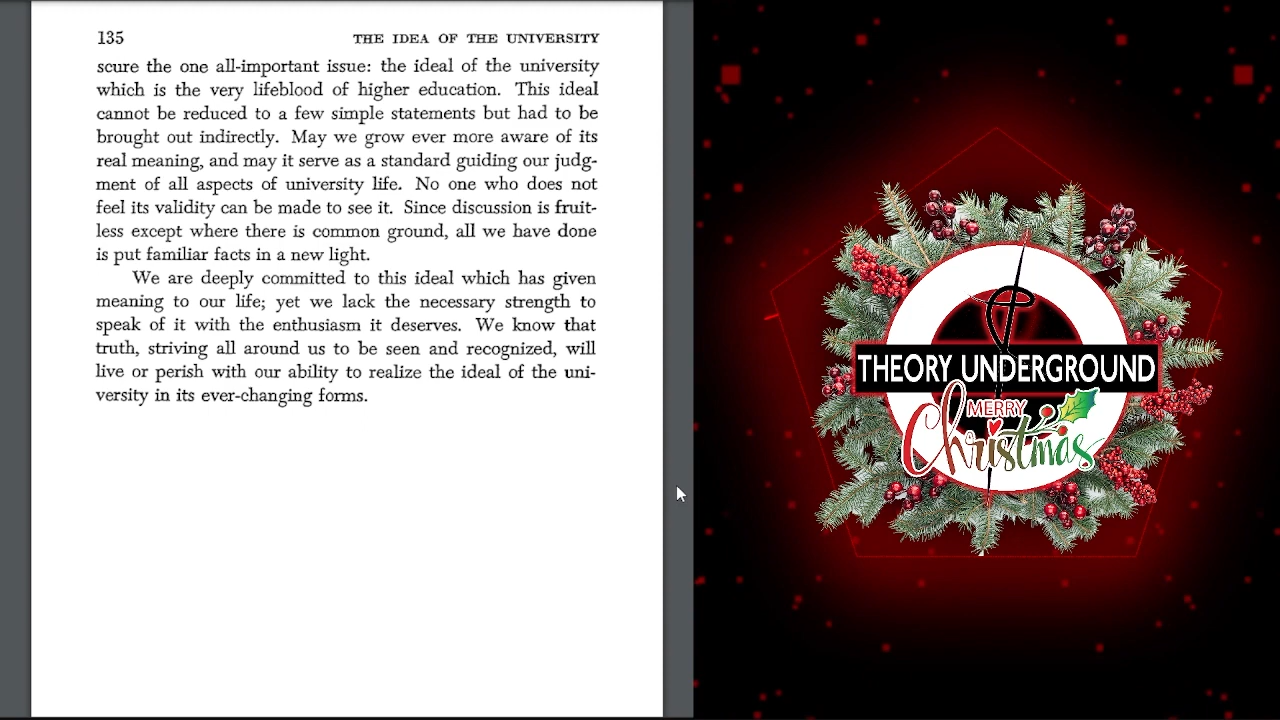 135 THE IDEA OF THE UNIVERSITY
scure the one all-important issue: the ideal of the university
which is the very lifeblood of higher education. This ideal
cannot be reduced to a few simple statements but had to be
brought out indirectly. May we grow ever more aware of its
real meaning, and may it serve as a standard guiding our judg-
ment of all aspects of university life. No one who does not
feel its validity can be made to see it. Since discussion is fruit-
less except where there is common ground, all we have done
is put familiar facts in a new light.
We are deeply committed to this ideal which has given
meaning to our life; yet we lack the necessary strength to
speak of it with the enthusiasm it deserves. We know that
truth, striving all around us to be seen and recognized, will
live or perish with our ability to realize the ideal of the uni-
versity in its ever-changing forms.
THEORY UNDERGROUND
MERRY
Christmas